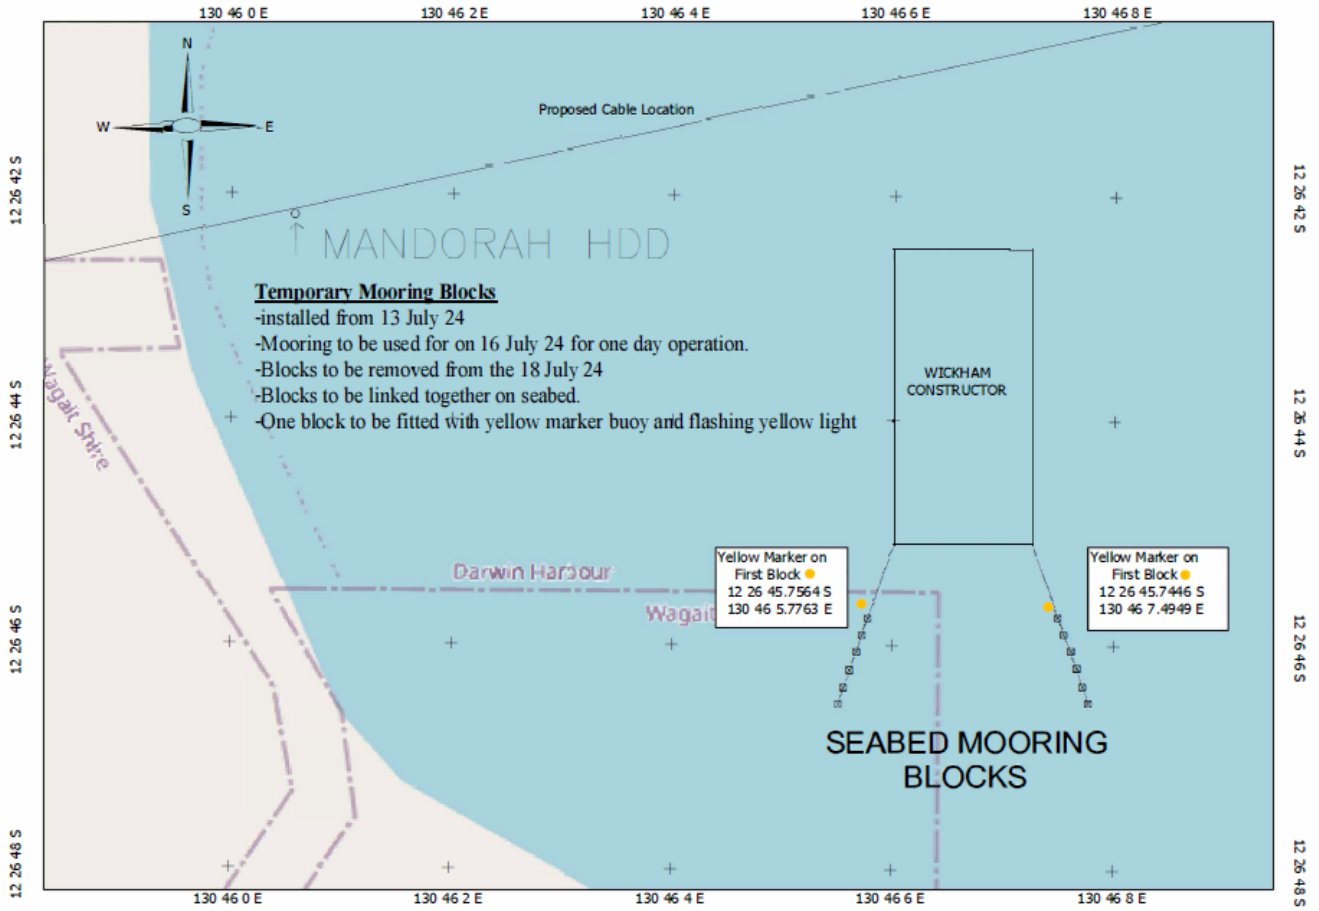 130 46 0 E 130 46 2 E 130 46 4 E 130 46 6 E 130 46 8 E
N
W E
S
Proposed Cable Location
12 26 42 S
12 26 42 S
MANDORAH HDD
Temporary Mooring Blocks
-installed from 13 July 24
-Mooring to be used for on 16 July 24 for one day operation.
-Blocks to be removed from the 18 July 24
-Blocks to be linked together on seabed.
-One block to be fitted with yellow marker buoy and flashing yellow light
WICKHAM
CONSTRUCTOR
Wagait Shire
12 26 44 S
12 26 44 S
Darwin Harbour
Wagait
Yellow Marker on
First Block
12 26 45.7564 S
130 46 5.7763 E
Yellow Marker on
First Block
12 26 45.7446 S
130 46 7.4949 E
12 26 46 S
12 26 46 S
SEABED MOORING
BLOCKS
12 26 48 S
12 26 48 S
130 46 0 E 130 46 2 E 130 46 4 E 130 46 6 E 130 46 8 E